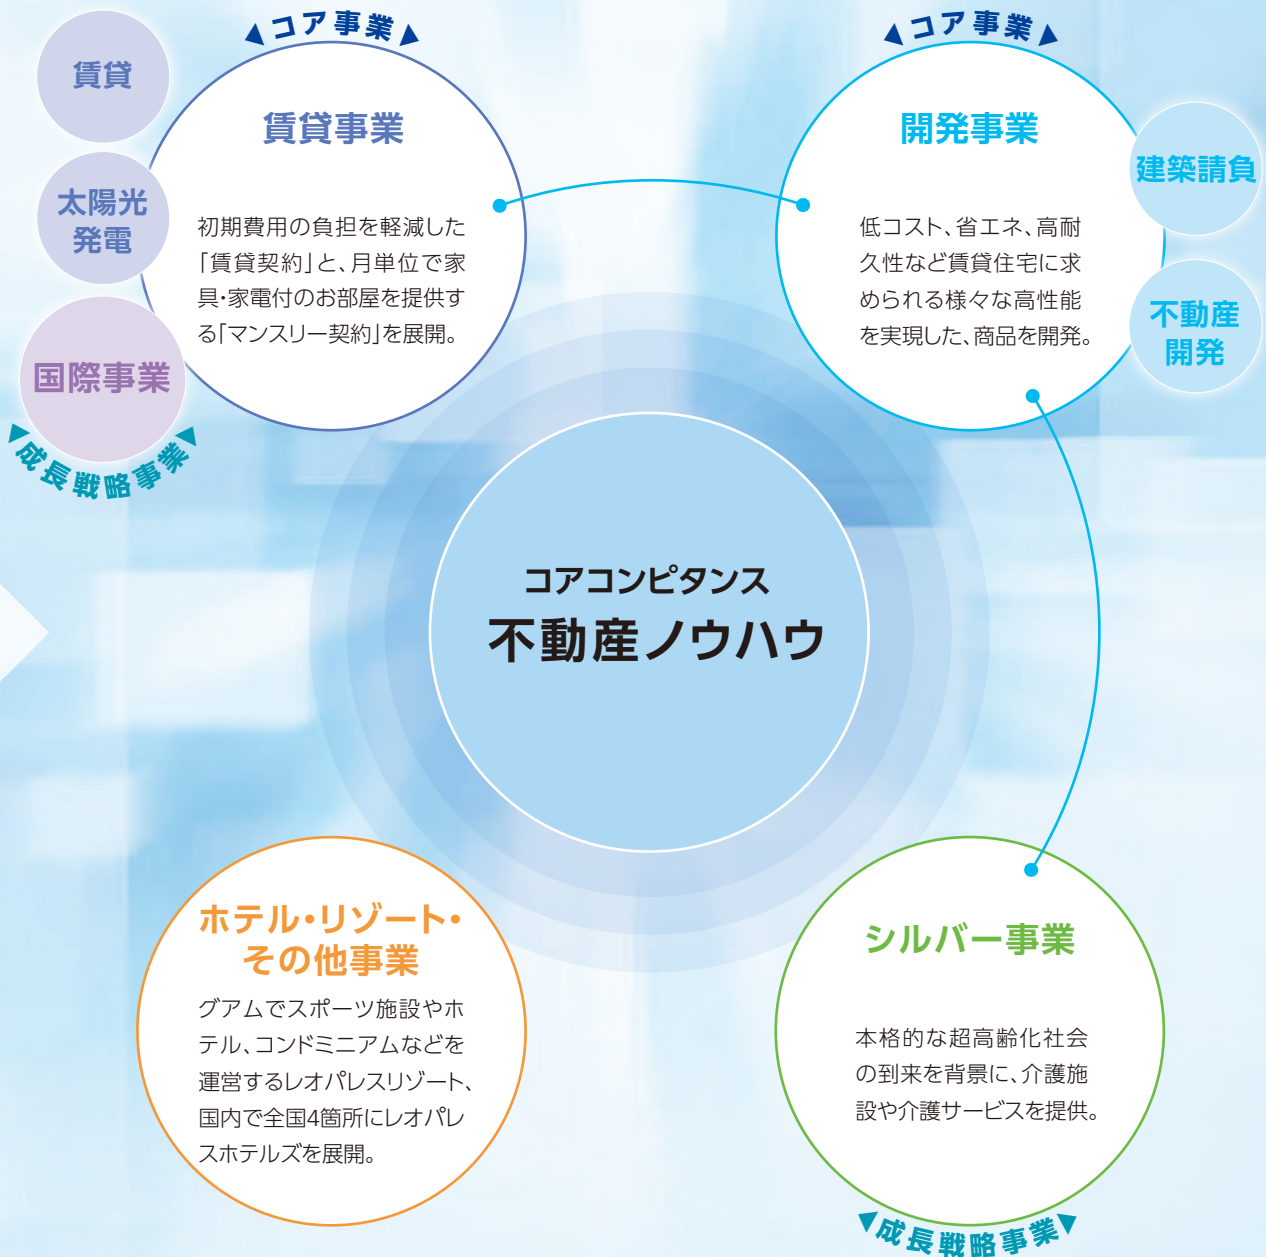 コア事業
賃貸
太陽光
発電
国際事業
成長戦略事業
賃貸事業
初期費用の負担を軽減した
「賃貸契約」と、月単位で家
具・家電付のお部屋を提供す
る「マンスリー契約」を展開。
コア事業
開発事業
低コスト、省エネ、高耐
久性など賃貸住宅に求
められる様々な高性能
を実現した、商品を開発。
建築請負
不動産
開発
コアコンピタンス
不動産ノウハウ
ホテル・リゾート・
その他事業
グアムでスポーツ施設やホ
テル、コンドミニアムなどを
運営するレオパレスリゾート、
国内で全国4箇所にレオパレ
スホテルズを展開。
シルバー事業
本格的な超高齢化社会
の到来を背景に、介護施
設や介護サービスを提供。
成長戦略事業